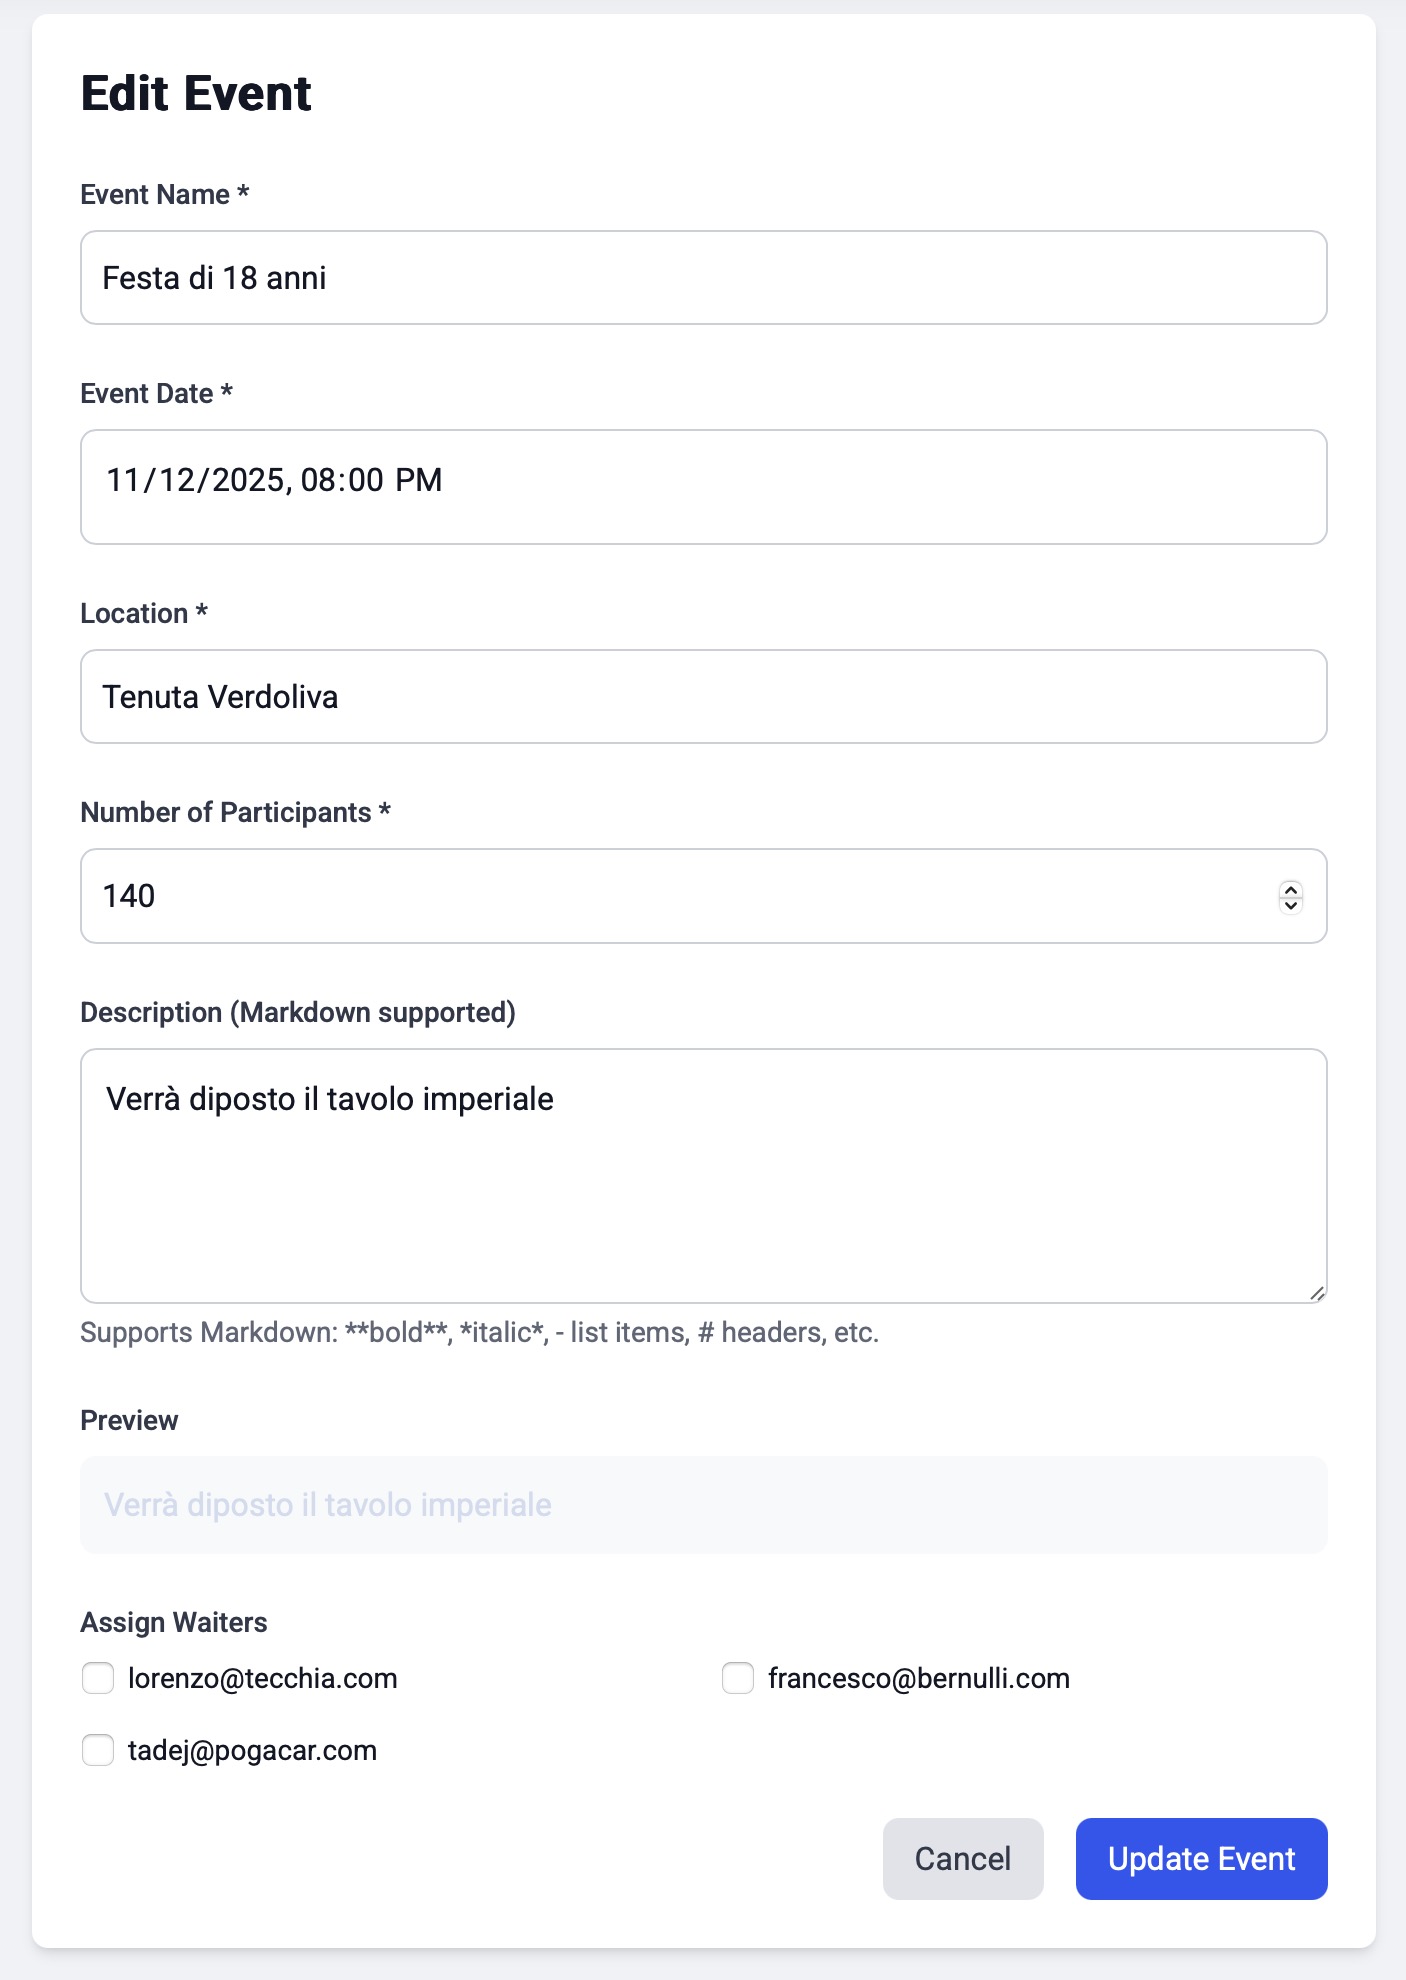 Edit Event
Event Name *
Festa di 18 anni
Event Date *
11/12/2025, 08:00 PM
Location *
Tenuta Verdoliva
Number of Participants *
140
Description (Markdown supported)
Verrà diposto il tavolo imperiale
Supports Markdown: **bold**, *italic*, - list items, # headers, etc.
Preview
Verrà diposto il tavolo imperiale
Assign Waiters
lorenzo@tecchia.com
francesco@bernulli.com
tadej@pogacar.com
Cancel
Update Event